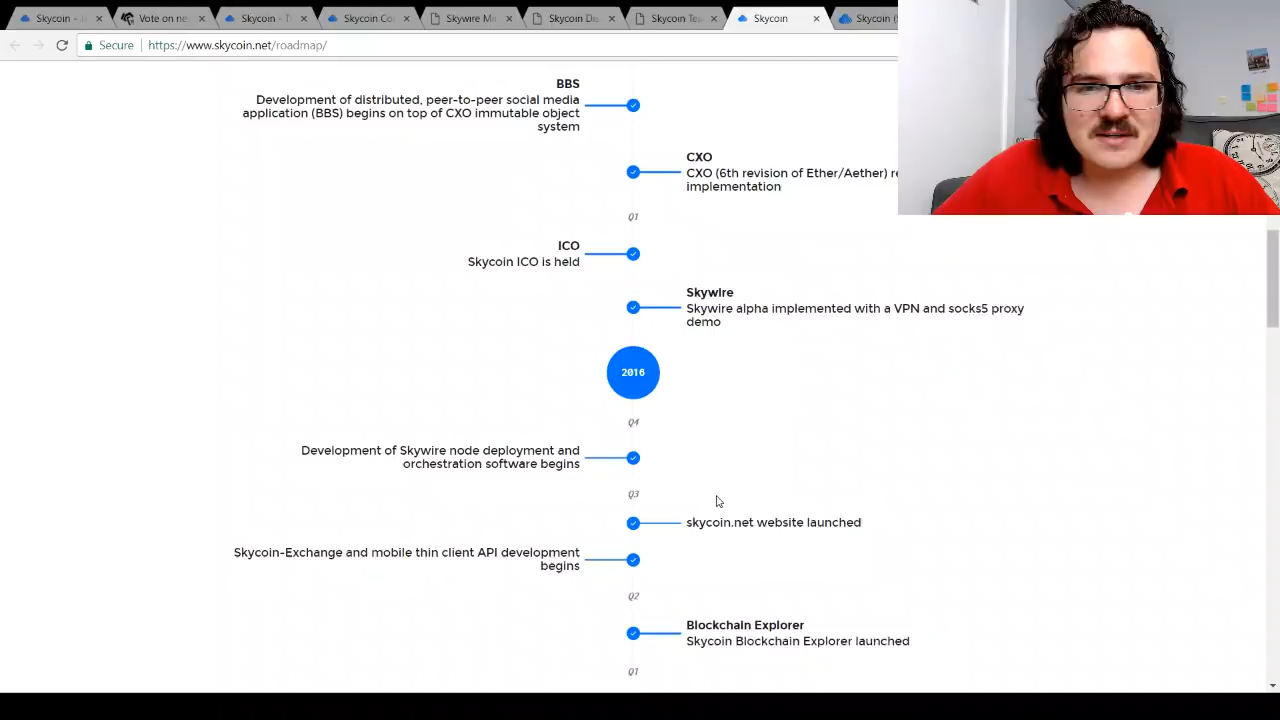 Skycoin -
Vote on ne
Skycoin - T
Skycoin Co
Skywire Mi
Skycoin Di
Skycoin Te
Skycoin
Skycoin (
Secure
https://www.skycoin.net/roadmap/
BBS
Development of distributed, peer-to-peer social media
application (BBS) begins on top of CXO immutable object
system
CXO
CXO (6th revision of Ether/Aether) re
implementation
Q1
ICO
Skycoin ICO is held
Skywire
Skywire alpha implemented with a VPN and socks5 proxy
demo
2016
Q4
Development of Skywire node deployment and
orchestration software begins
Q3
skycoin.net website launched
Skycoin-Exchange and mobile thin client API development
begins
Q2
Blockchain Explorer
Skycoin Blockchain Explorer launched
Q1